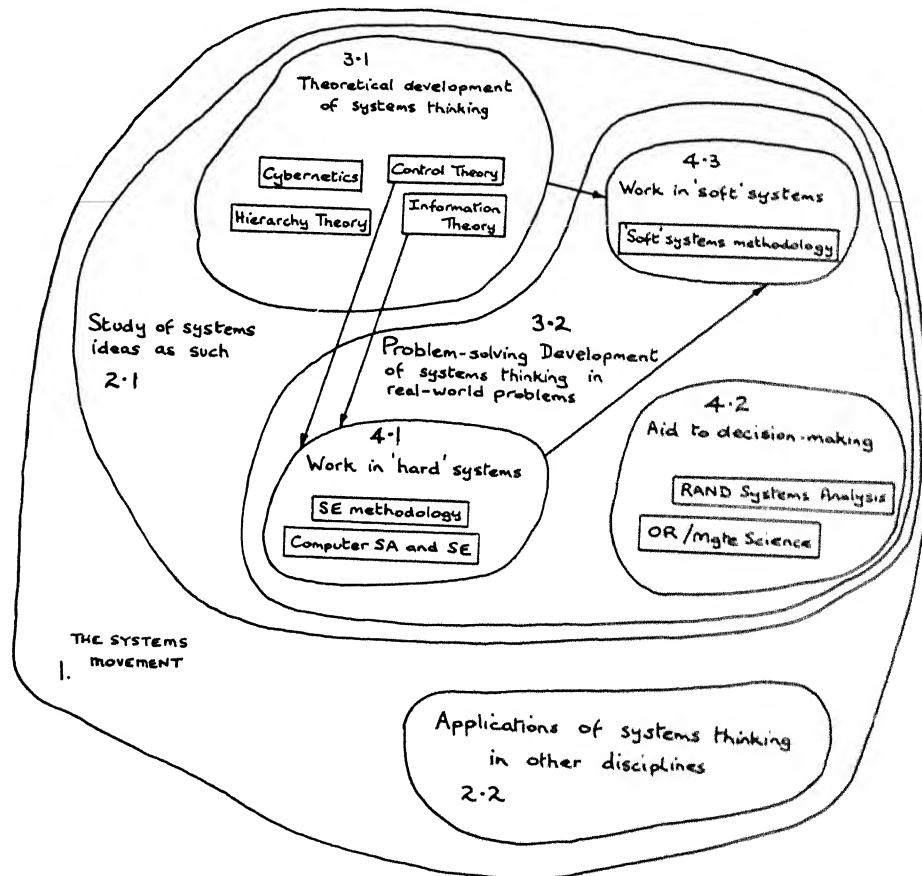 3·1
Theoretical development
of systems thinking
Cybernetics
Control Theory
Hierarchy Theory
Information
Theory
4·3
Work in 'soft' systems
'Soft' systems methodology
Study of systems
ideas as such
2·1
3·2
Problem-solving Development
of systems thinking in
real-world problems
4·1
Work in 'hard' systems
SE methodology
Computer SA and SE
4·2
Aid to decision-making
RAND Systems Analysis
OR/Mgte Science
THE SYSTEMS
MOVEMENT
1.
Applications of systems thinking
in other disciplines
2·2